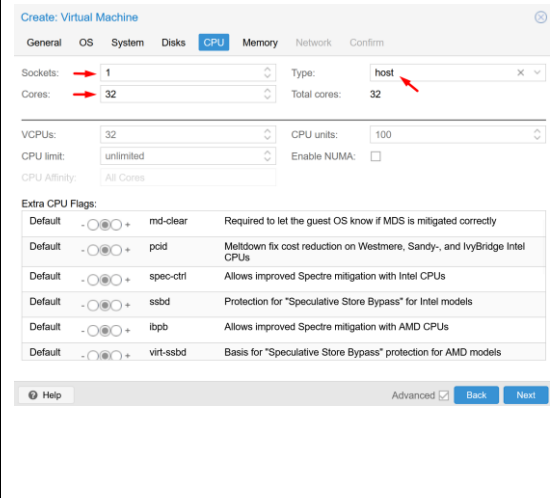 Create: Virtual Machine
General OS System Disks CPU Memory Network Confirm
Sockets: 1 Type: host
Cores: 32 Total cores: 32
VCPUs: 32 CPU units: 100
CPU limit: unlimited Enable NUMA:
CPU Affinity: All Cores
Extra CPU Flags:
Default - + md-clear Required to let the guest OS know if MDS is mitigated correctly
Default - + pcid Meltdown fix cost reduction on Westmere, Sandy-, and IvyBridge Intel
CPUs
Default - + spec-ctrl Allows improved Spectre mitigation with Intel CPUs
Default - + ssbd Protection for "Speculative Store Bypass" for Intel models
Default - + ibpb Allows improved Spectre mitigation with AMD CPUs
Default - + virt-ssbd Basis for "Speculative Store Bypass" protection for AMD models
Help Advanced Back Next